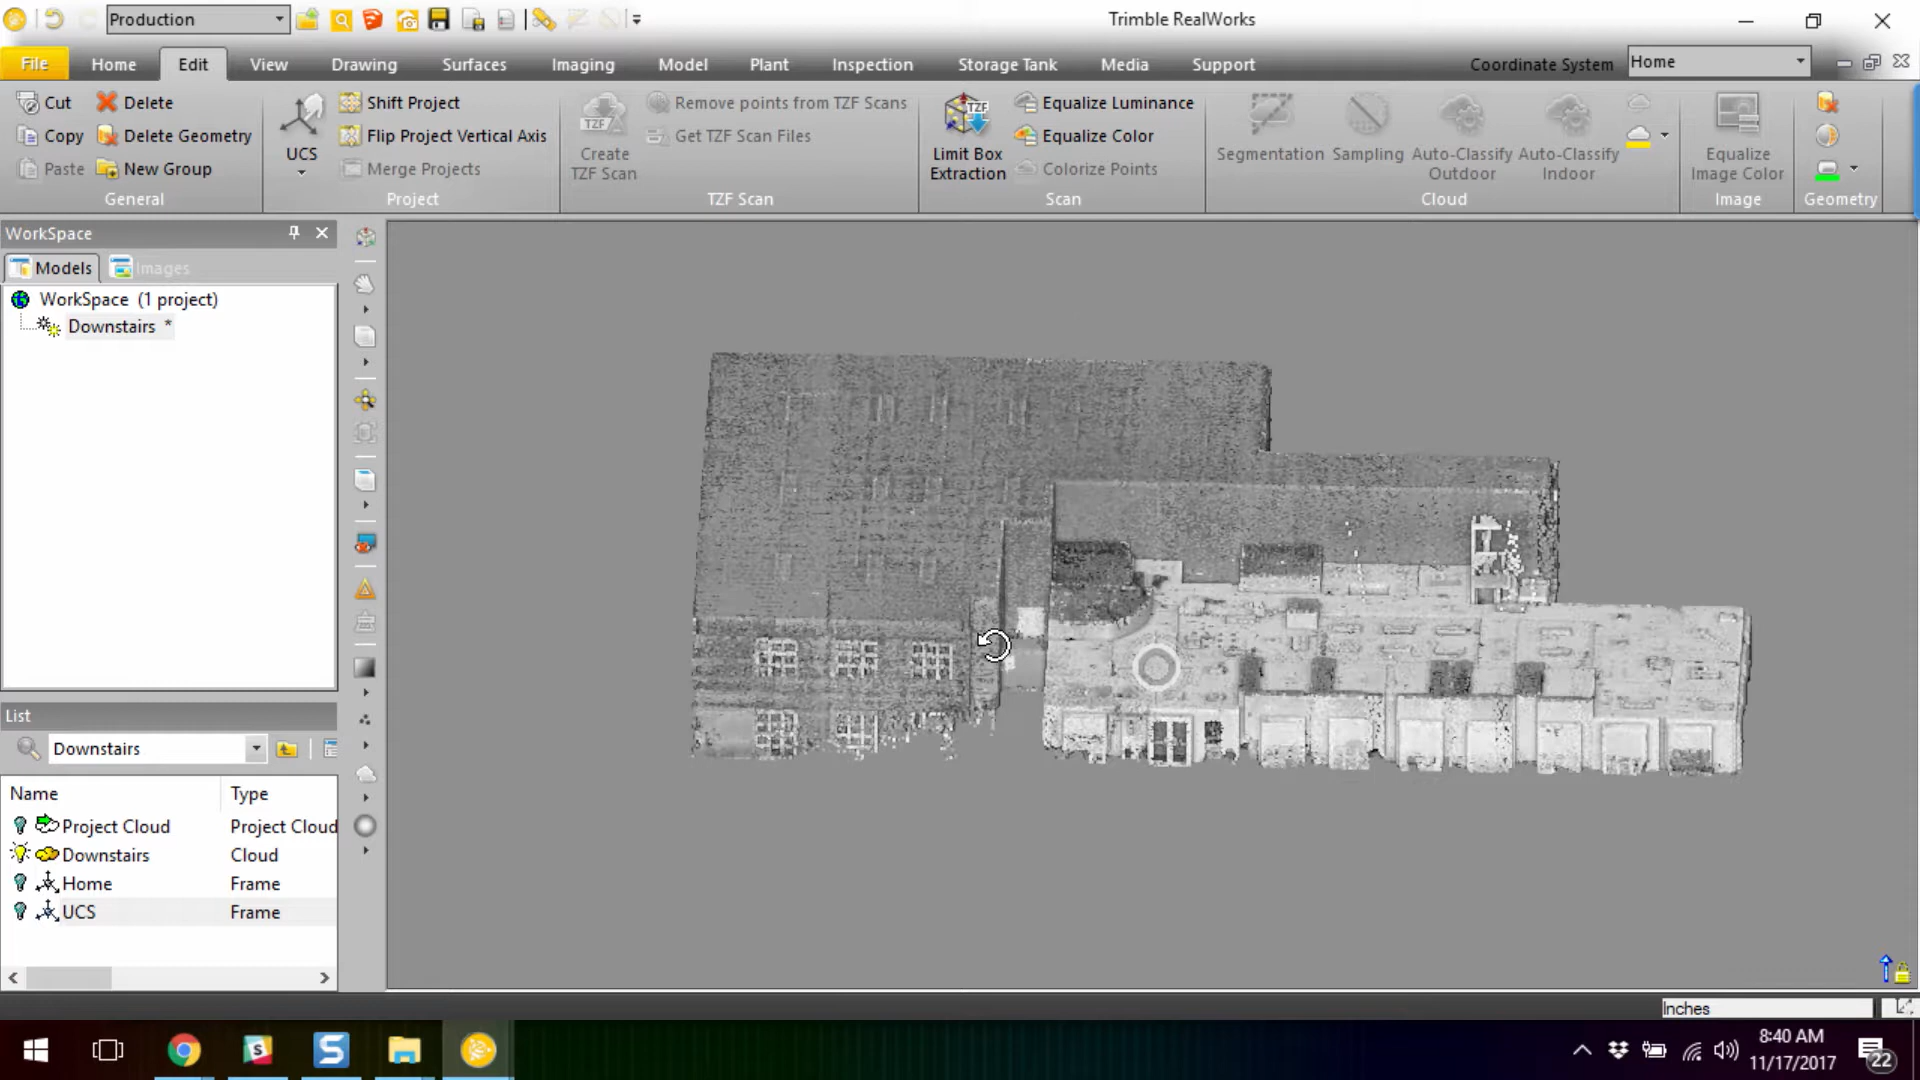 Production
Trimble RealWorks
File
Home
Edit
View
Drawing
Surfaces
Imaging
Model
Plant
Inspection
Storage Tank
Media
Support
Coordinate System
Home
Cut
Delete
Copy
Delete Geometry
Paste
New Group
General
UCS
Shift Project
Flip Project Vertical Axis
Merge Projects
Project
TZF
Create
TZF Scan
Remove points from TZF Scans
Get TZF Scan Files
TZF Scan
TZF
Limit Box
Extraction
Equalize Luminance
Equalize Color
Colorize Points
Scan
Segmentation
Sampling
Auto-Classify
Outdoor
Auto-Classify
Indoor
Cloud
Equalize
Image Color
Image
Geometry
WorkSpace
Models
Images
WorkSpace (1 project)
Downstairs *
List
Downstairs
Name
Type
Project Cloud
Project Cloud
Downstairs
Cloud
Home
Frame
UCS
Frame
Inches
S
S
8:40 AM
11/17/2017
22